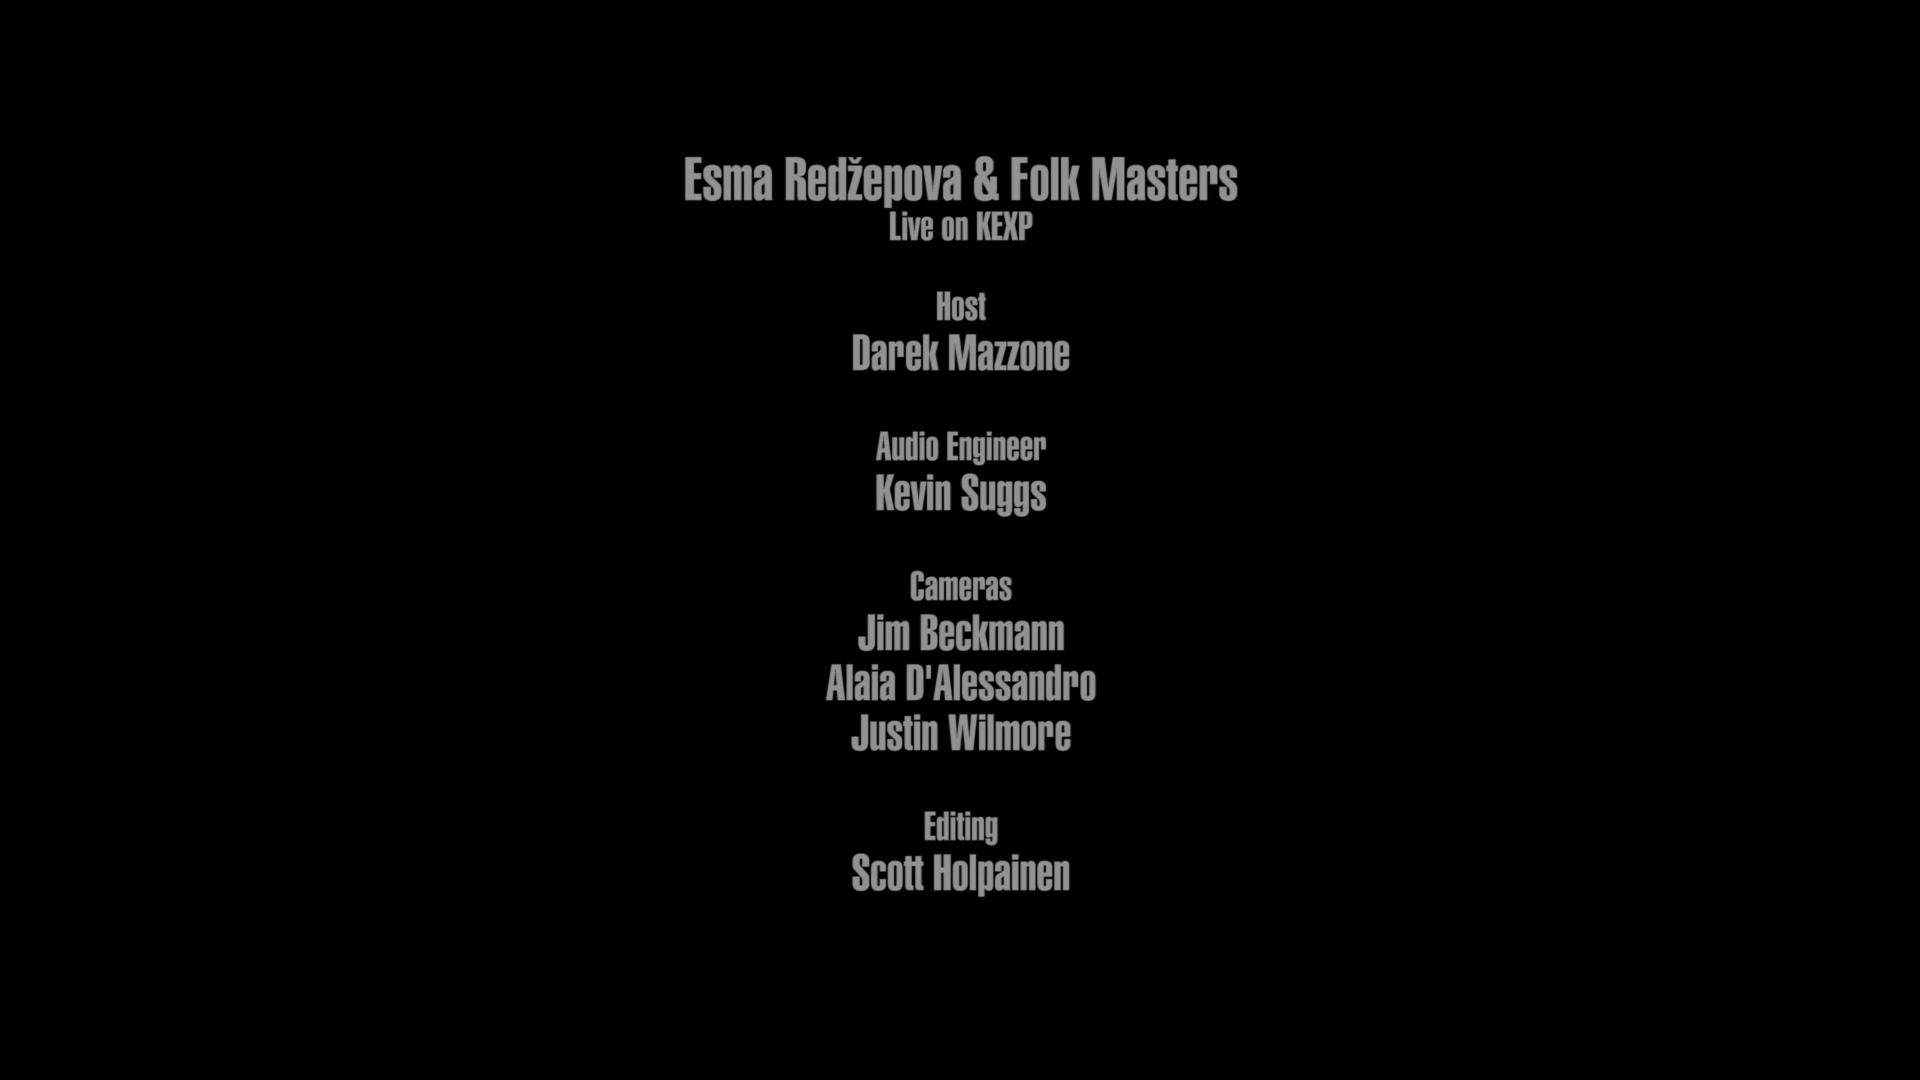 Esma Redžepova & Folk Masters
Live on KEXP
Host
Darek Mazzone
Audio Engineer
Kevin Suggs
Cameras
Jim Beckmann
Alaia D'Alessandro
Justin Wilmore
Editing
Scott Holpainen